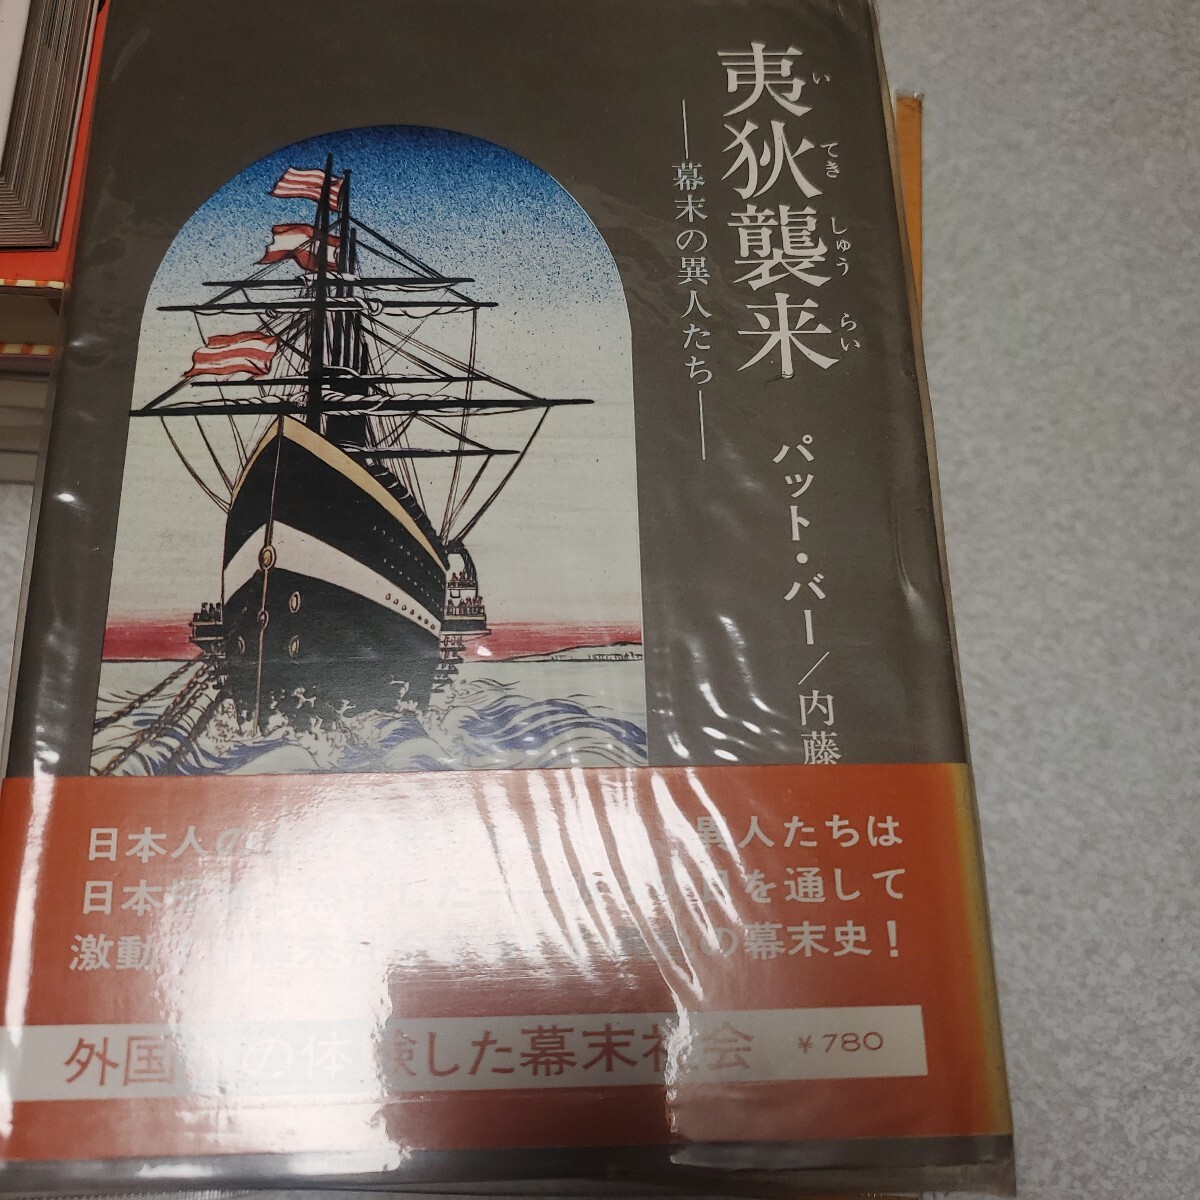 夷狄襲来
いてきしゅうらい
―幕末の異人たち―
パット・バー／内藤
日本人の 異人たちは
日本 を通して
激動 の幕末史！
外国 の体験した幕末社会 ￥780